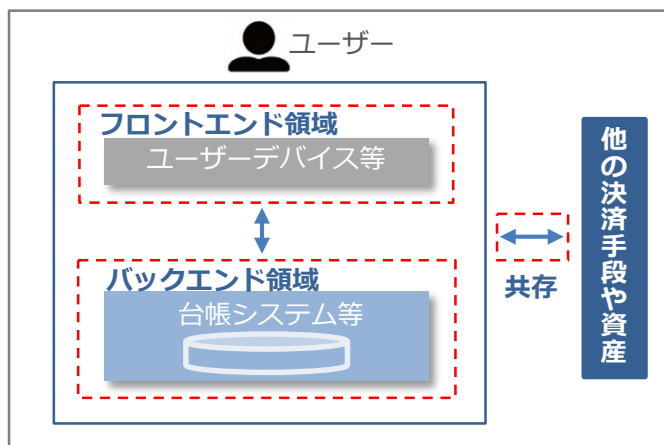 ユーザー
フロントエンド領域
ユーザーデバイス等
バックエンド領域
台帳システム等
共存
他の決済手段や資産